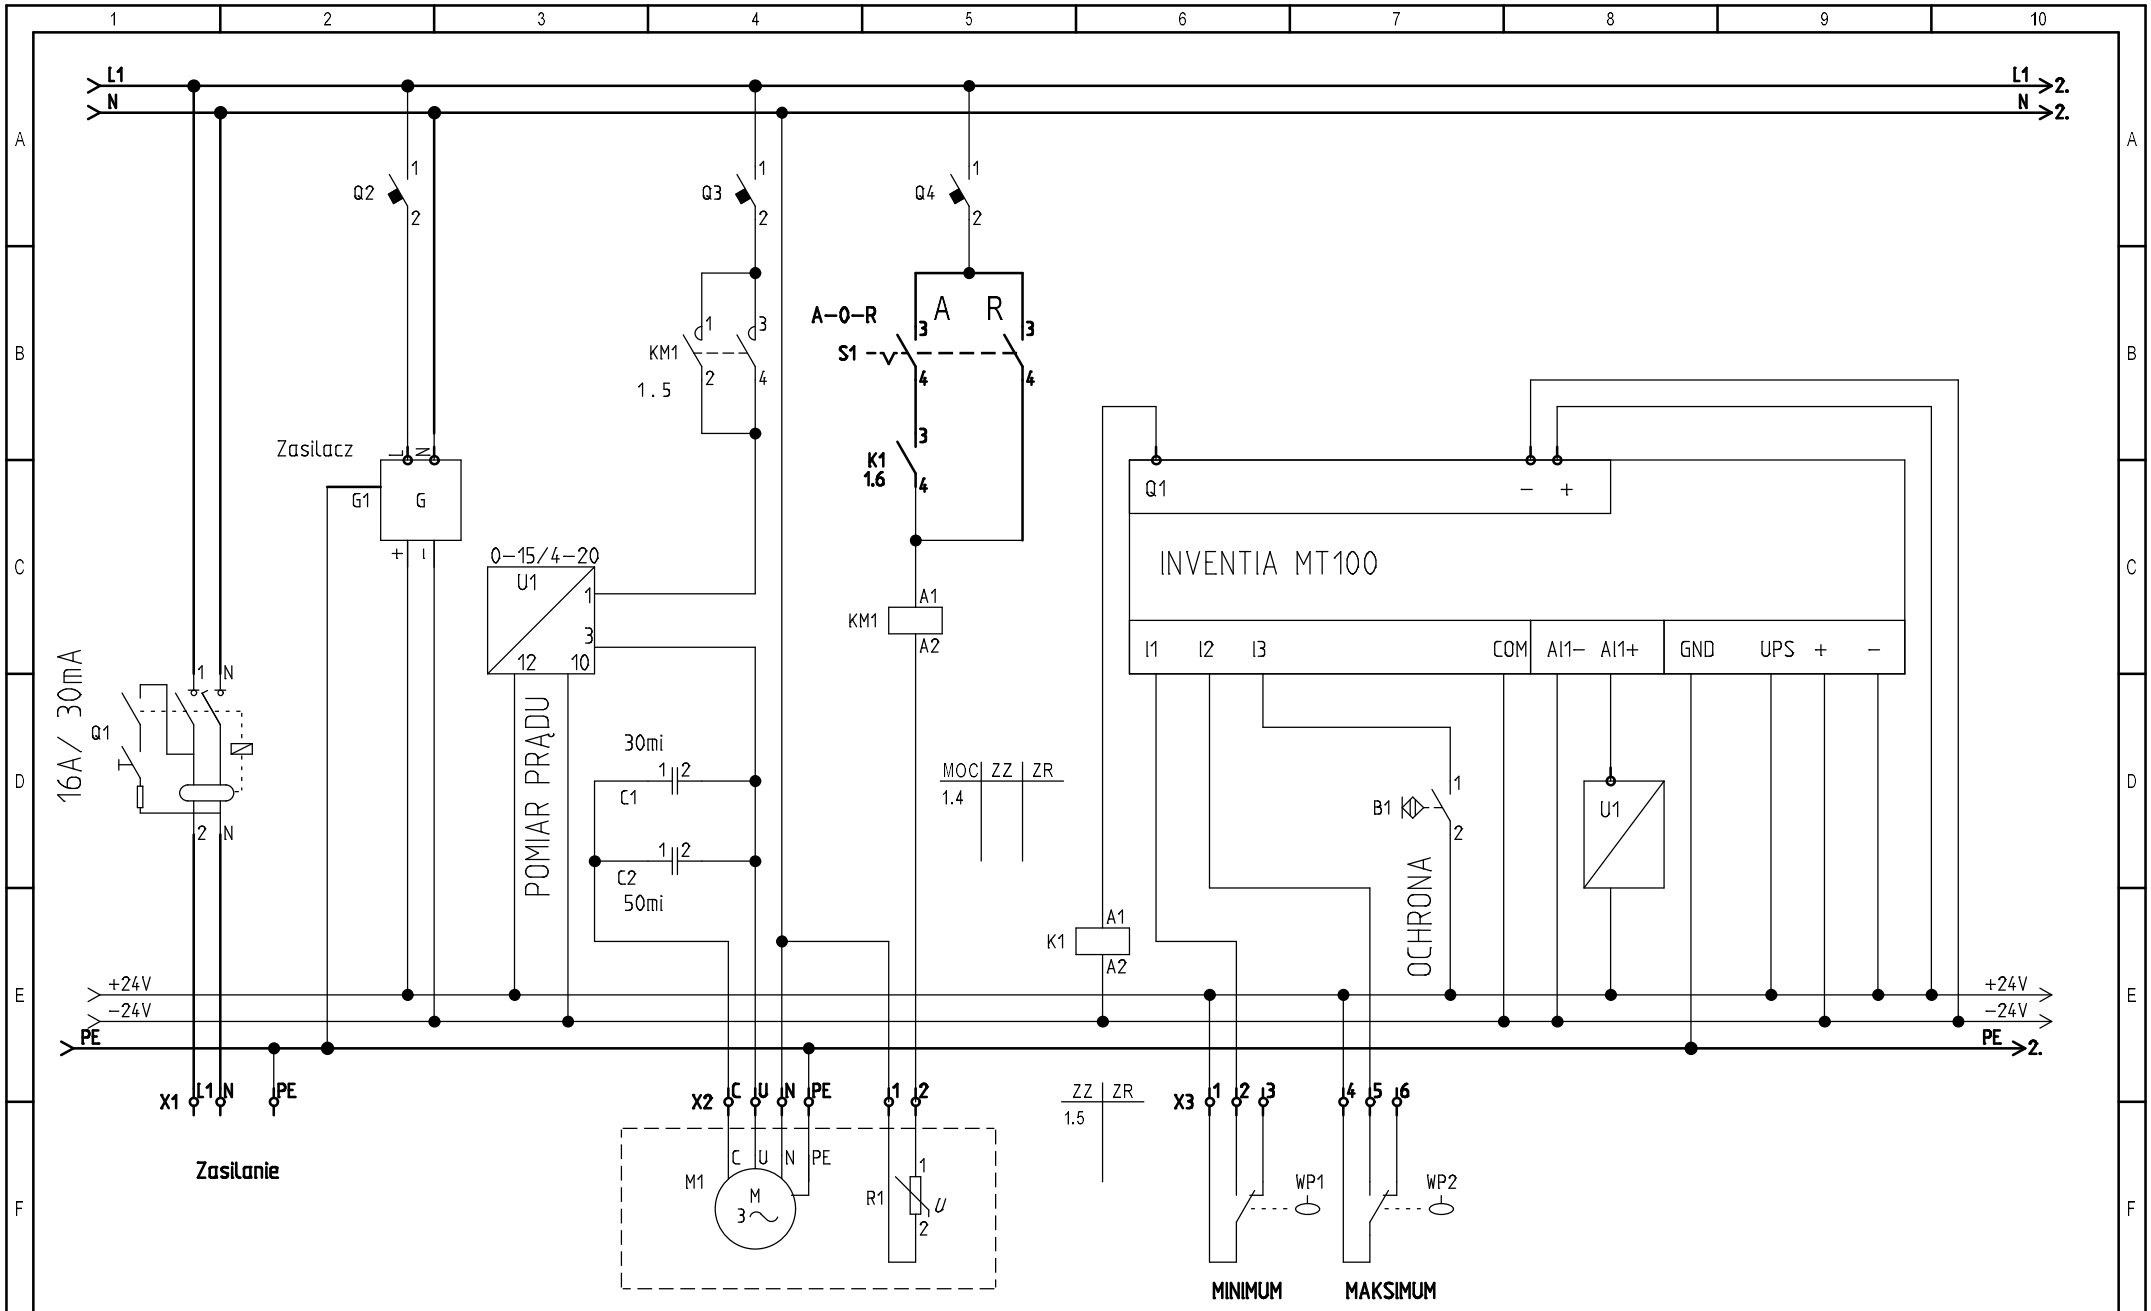 1 2 3 4 5 6 7 8 9 10
L1 L1 2.
N N 2.
A A
1 1 1
Q2 Q3 Q4
2 2 2
A R
A-0-R
1 3 3 3
KM1 S1
B B
2 4 4 4
1.5
Zasilacz L N
3
K1
1.6
4
G1 G
Q1 - +
+ -
0-15/4-20
U1
1
C C
INVENTIA MT100
A1
KM1
A2
3
12 10
I1 I2 I3 COM AI1- AI1+ GND UPS + -
16A/ 30mA
1 N
Q1
2 N
POMIAR PRĄDU
30mi
1 2
C1
MOC ZZ ZR
1.4
D D
1
B1
2
U1
1 2
C2
50mi
OCHRONA
A1
K1
A2
E E
+24V +24V
-24V -24V
PE PE 2.
X1 L1 N PE
X2 C U N PE 1 2
ZZ ZR
1.5
X3 1 2 3 4 5 6
Zasilanie
C U N PE
M1 M
3
1
R1 U
2
WP1 WP2
F F
MINIMUM MAKSIMUM